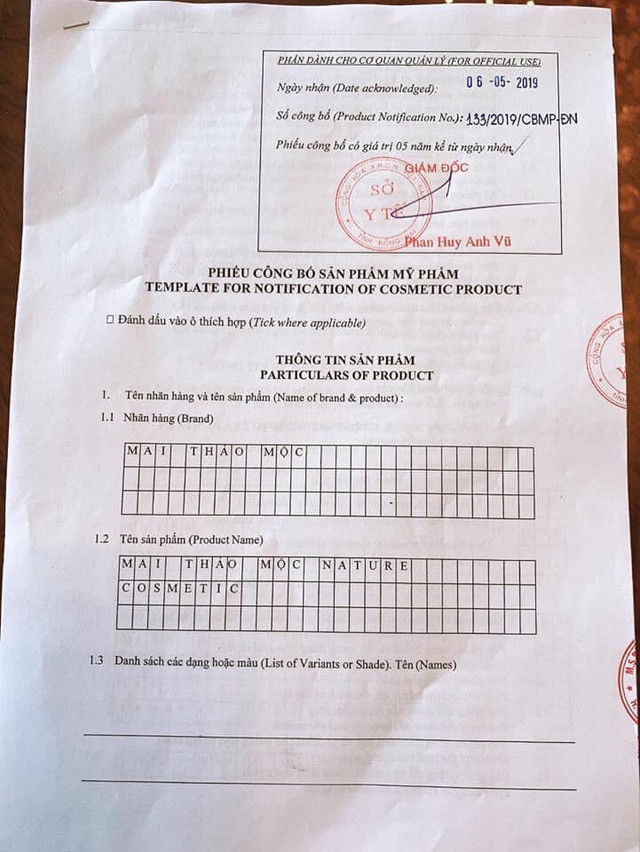 PHẦN DÀNH CHO CƠ QUAN QUẢN LÝ (FOR OFFICIAL USE)
Ngày nhận (Date acknowledged): 06-05-2019
Số công bố (Product Notification No.): 133/2019/CBMP-ĐN
Phiếu công bố có giá trị 05 năm kể từ ngày nhận
GIÁM ĐỐC
SỞ
Y TẾ
TỈNH ĐỒNG NAI
Phan Huy Anh Vũ
PHIẾU CÔNG BỐ SẢN PHẨM MỸ PHẨM
TEMPLATE FOR NOTIFICATION OF COSMETIC PRODUCT
□ Đánh dấu vào ô thích hợp (Tick where applicable)
THÔNG TIN SẢN PHẨM
PARTICULARS OF PRODUCT
1. Tên nhãn hàng và tên sản phẩm (Name of brand & product) :
1.1 Nhãn hàng (Brand)
MAI THẢO MỘC
1.2 Tên sản phẩm (Product Name)
MAI THẢO MỘC NATURE
COSMETIC
1.3 Danh sách các dạng hoặc màu (List of Variants or Shade). Tên (Names)